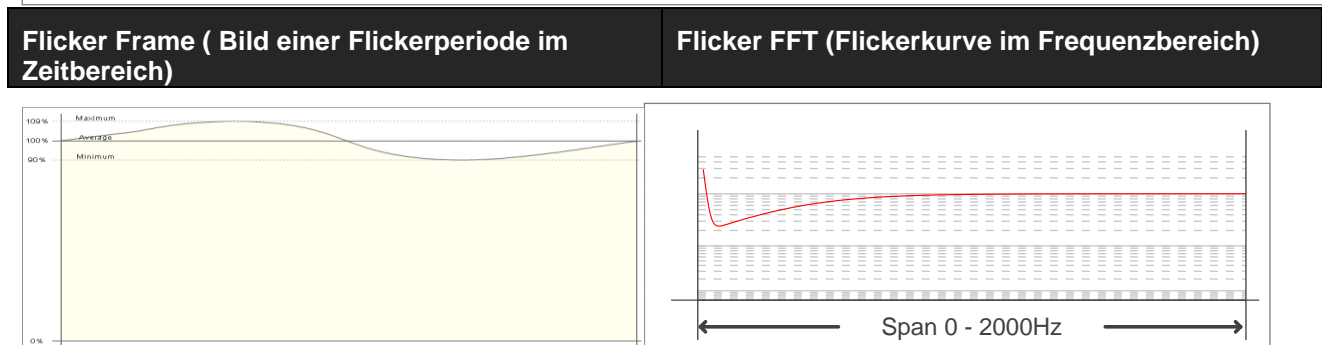 Flicker Frame ( Bild einer Flickerperiode im
Zeitbereich)
Flicker FFT (Flickerkurve im Frequenzbereich)
109%
Maximum
100%
Average
90%
Minimum
0%
Span 0 - 2000Hz